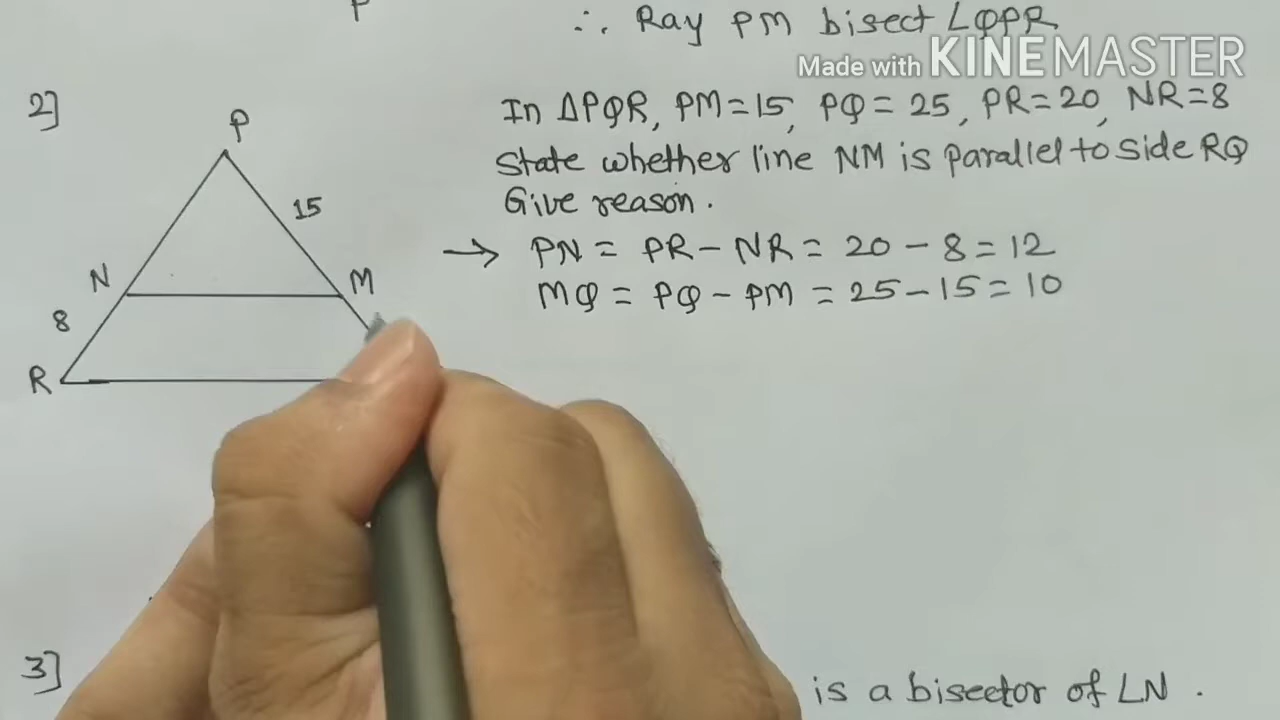 P
∴ Ray PM bisect ∠QPR
Made with KINEMASTER
2]
In ΔPQR, PM=15, PQ=25, PR=20, NR=8
State whether line NM is parallel to side RQ
Give reason.
→ PN = PR - NR = 20 - 8 = 12
MQ = PQ - PM = 25 - 15 = 10
P
15
N
M
8
R
3]
is a bisector of ∠N.